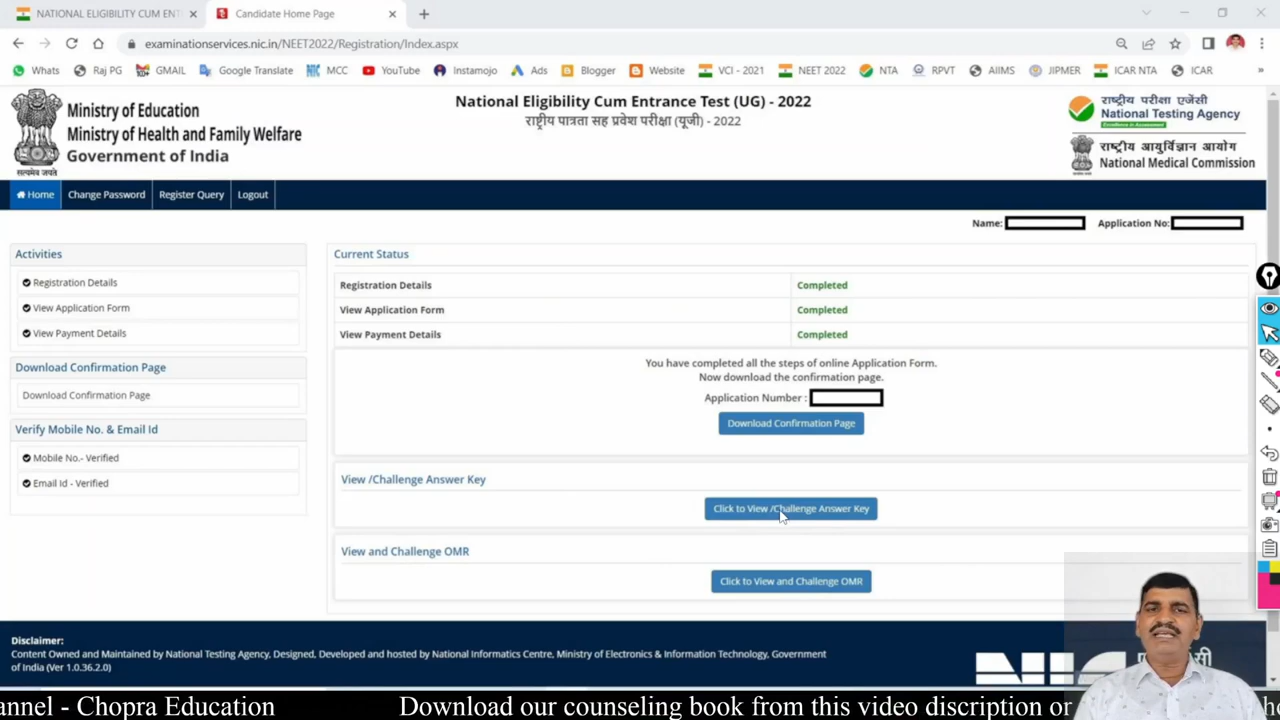 NATIONAL ELIGIBILITY CUM ENT
Candidate Home Page
examinationservices.nic.in/NEET2022/Registration/Index.aspx
Whats
Raj PG
GMAIL
Google Translate
MCC
YouTube
Instamojo
Ads
Blogger
Website
VCI - 2021
NEET 2022
NTA
RPVT
AIIMS
JIPMER
ICAR NTA
ICAR
»
Ministry of Education
Ministry of Health and Family Welfare
Government of India
सत्यमेव जयते
National Eligibility Cum Entrance Test (UG) - 2022
राष्ट्रीय पात्रता सह प्रवेश परीक्षा (यूजी) - 2022
राष्ट्रीय परीक्षा एजेंसी
National Testing Agency
Excellence in Assessment
राष्ट्रीय आयुर्विज्ञान आयोग
National Medical Commission
Home
Change Password
Register Query
Logout
Name:
Application No:
Activities
Registration Details
View Application Form
View Payment Details
Download Confirmation Page
Download Confirmation Page
Verify Mobile No. & Email Id
Mobile No.- Verified
Email Id - Verified
Current Status
Registration Details Completed
View Application Form Completed
View Payment Details Completed
You have completed all the steps of online Application Form.
Now download the confirmation page.
Application Number :
Download Confirmation Page
View /Challenge Answer Key
Click to View /Challenge Answer Key
View and Challenge OMR
Click to View and Challenge OMR
Disclaimer:
Content Owned and Maintained by National Testing Agency, Designed, Developed and hosted by National Informatics Centre, Ministry of Electronics & Information Technology, Government
of India (Ver 1.0.36.2.0)
NIC
annel - Chopra Education Download our counseling book from this video discription or